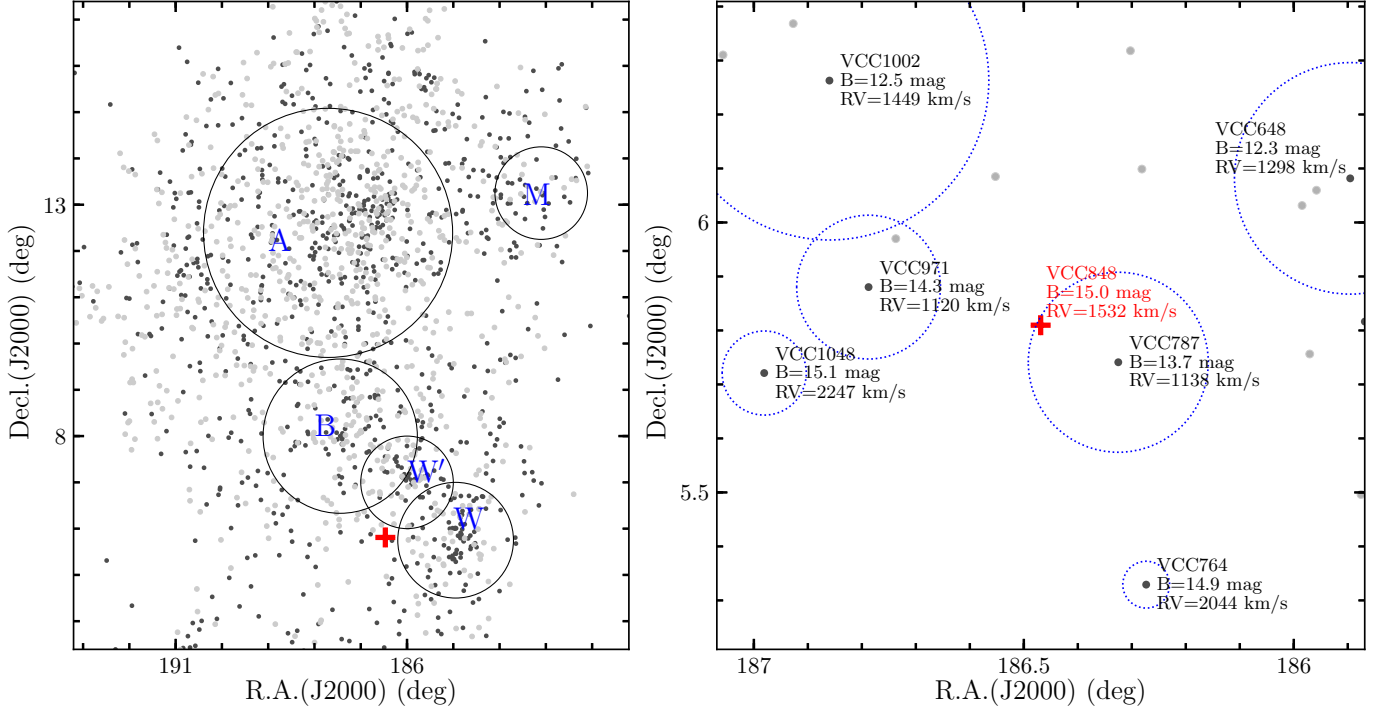 13
8
191
186
Decl.(J2000) (deg)
R.A.(J2000) (deg)
A
M
B
W′
W
VCC1002
B=12.5 mag
RV=1449 km/s
VCC648
B=12.3 mag
RV=1298 km/s
VCC971
B=14.3 mag
RV=1120 km/s
VCC848
B=15.0 mag
RV=1532 km/s
VCC1048
B=15.1 mag
RV=2247 km/s
VCC787
B=13.7 mag
RV=1138 km/s
VCC764
B=14.9 mag
RV=2044 km/s
6
5.5
187
186.5
186
Decl.(J2000) (deg)
R.A.(J2000) (deg)